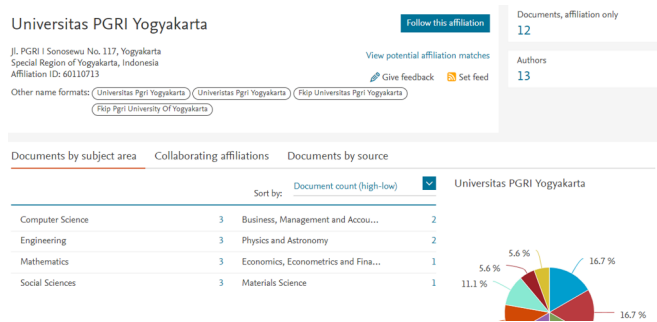 Universitas PGRI Yogyakarta
Follow this affiliation
Jl. PGRI I Sonosewu No. 117, Yogyakarta
Special Region of Yogyakarta, Indonesia
Affiliation ID: 60110713
View potential affiliation matches
Give feedback
Set feed
Other name formats:
Universitas Pgri Yogyakarta
Univeristas Pgri Yogyakarta
Fkip Universitas Pgri Yogyakarta
Fkip Pgri University Of Yogyakarta
Documents, affiliation only
12
Authors
13
Documents by subject area
Collaborating affiliations
Documents by source
Sort by:
Document count (high-low)
Computer Science 3
Business, Management and Accou... 2
Engineering 3
Physics and Astronomy 2
Mathematics 3
Economics, Econometrics and Fina... 1
Social Sciences 3
Materials Science 1
Universitas PGRI Yogyakarta
5.6 %
16.7 %
5.6 %
11.1 %
16.7 %